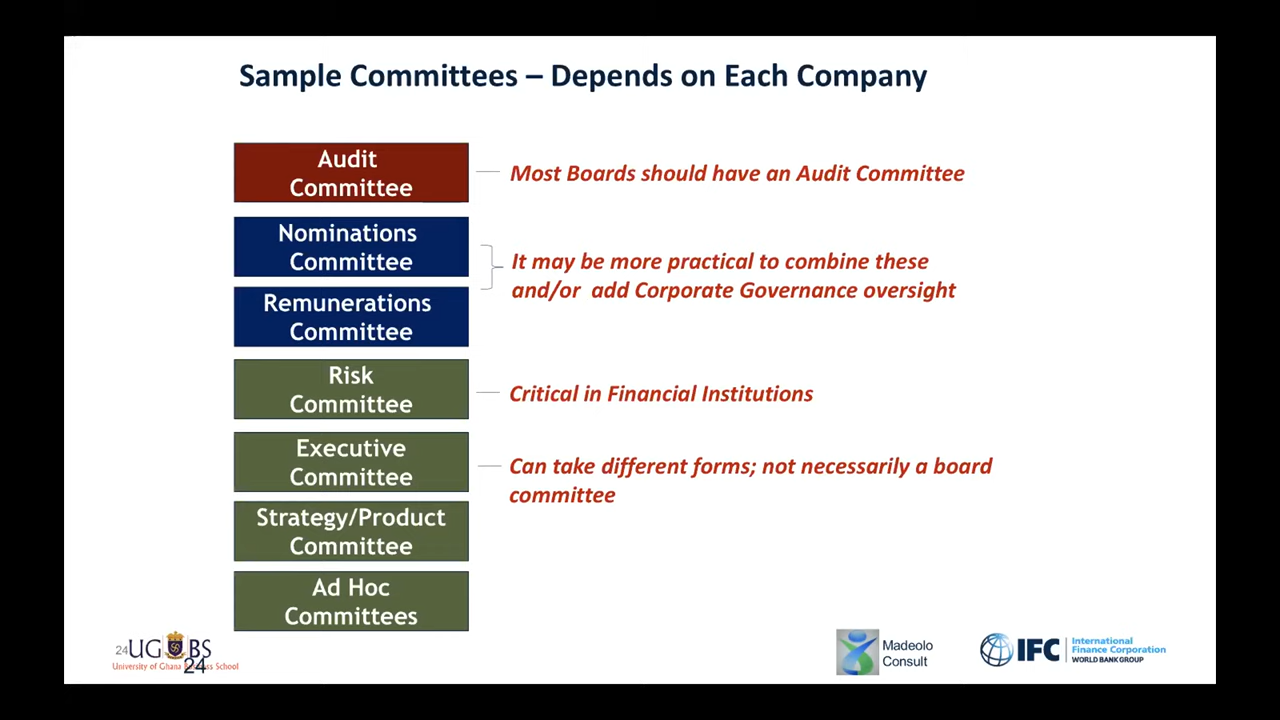 Sample Committees – Depends on Each Company
Audit
Committee
Most Boards should have an Audit Committee
Nominations
Committee
Remunerations
Committee
It may be more practical to combine these
and/or add Corporate Governance oversight
Risk
Committee
Critical in Financial Institutions
Executive
Committee
Can take different forms; not necessarily a board
committee
Strategy/Product
Committee
Ad Hoc
Committees
24
UGBS
University of Ghana Business School
24
Madeolo
Consult
IFC
International
Finance Corporation
WORLD BANK GROUP